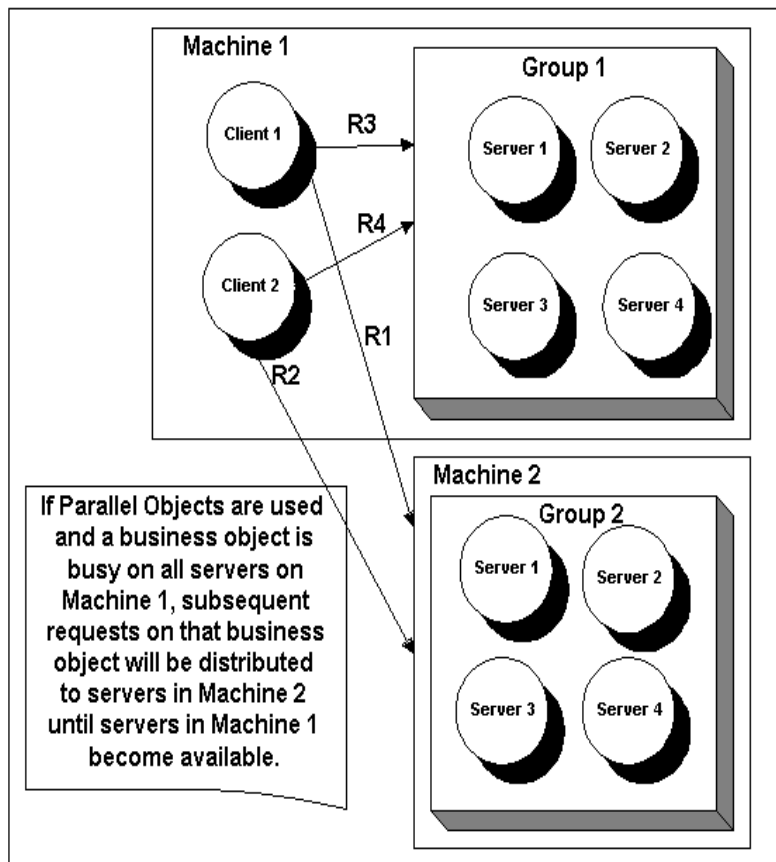 Machine 1
Group 1
Client 1
R3
Server 1
Server 2
R4
Client 2
Server 3
Server 4
R1
R2
Machine 2
Group 2
Server 1
Server 2
Server 3
Server 4
If Parallel Objects are used
and a business object is
busy on all servers on
Machine 1, subsequent
requests on that business
object will be distributed
to servers in Machine 2
until servers in Machine 1
become available.